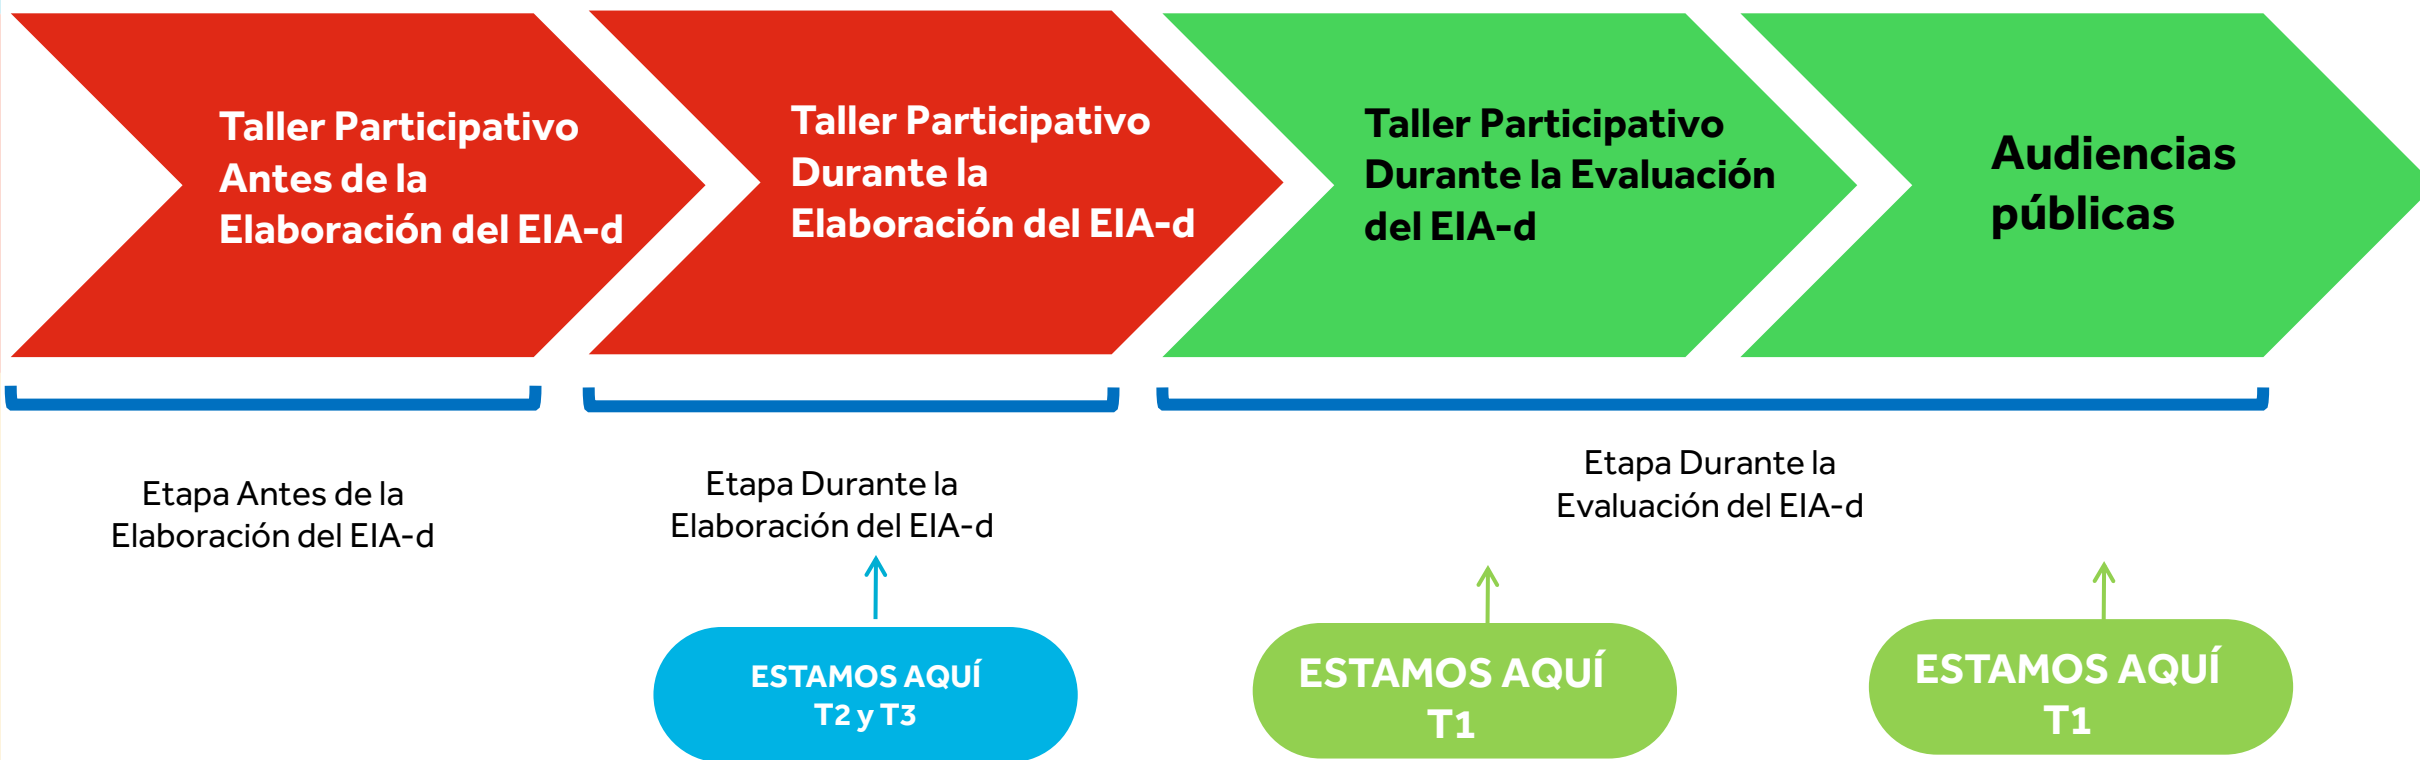 Taller Participativo
Antes de la
Elaboración del EIA-d
Taller Participativo
Durante la
Elaboración del EIA-d
Taller Participativo
Durante la Evaluación
del EIA-d
Audiencias
públicas
Etapa Antes de la
Elaboración del EIA-d
Etapa Durante la
Elaboración del EIA-d
Etapa Durante la
Evaluación del EIA-d
ESTAMOS AQUÍ
T2 y T3
ESTAMOS AQUÍ
T1
ESTAMOS AQUÍ
T1